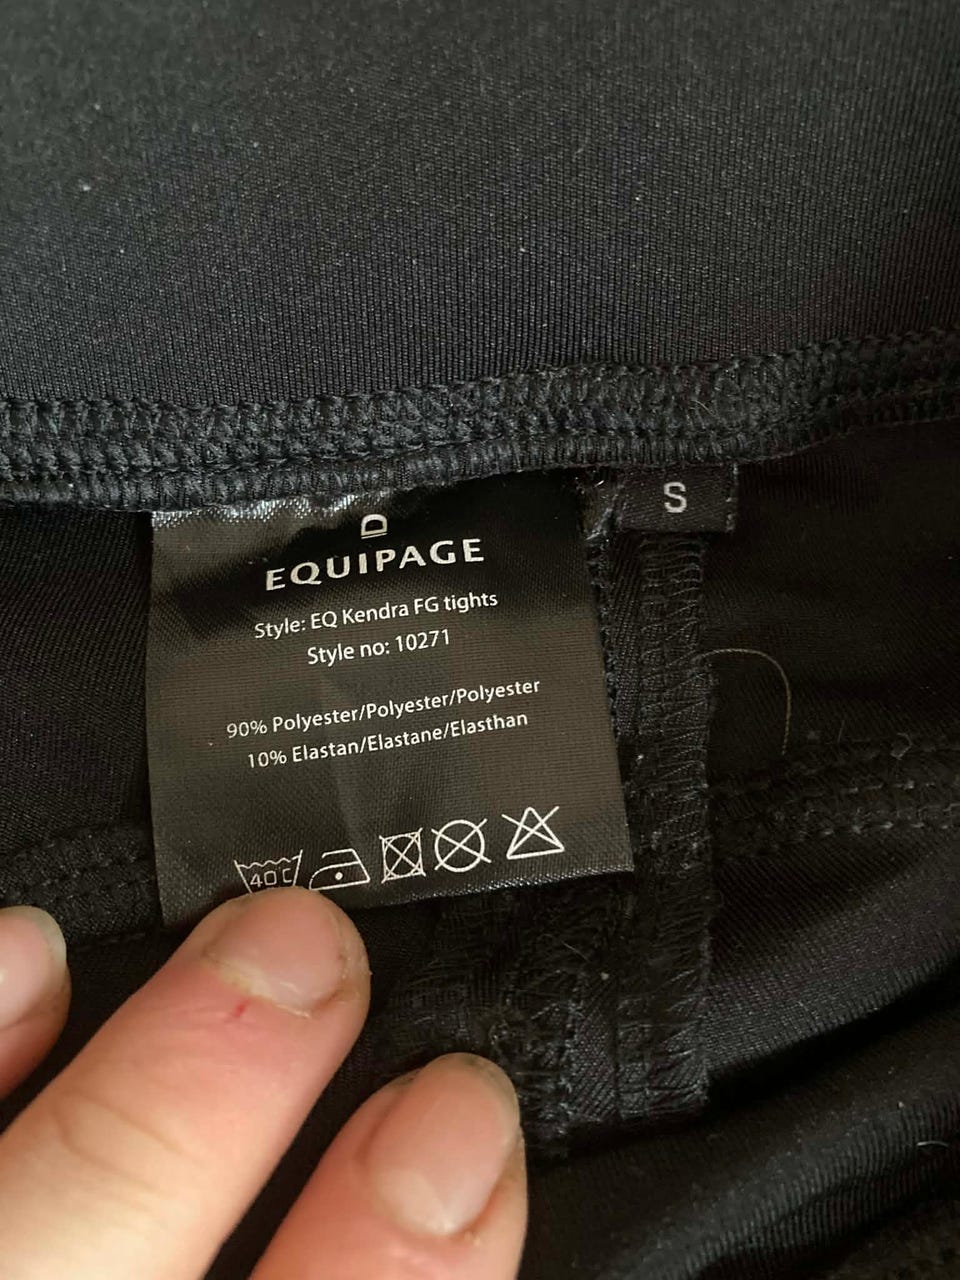 S
EQUIPAGE
Style: EQ Kendra FG tights
Style no: 10271
90% Polyester/Polyester/Polyester
10% Elastan/Elastane/Elasthan
40°C